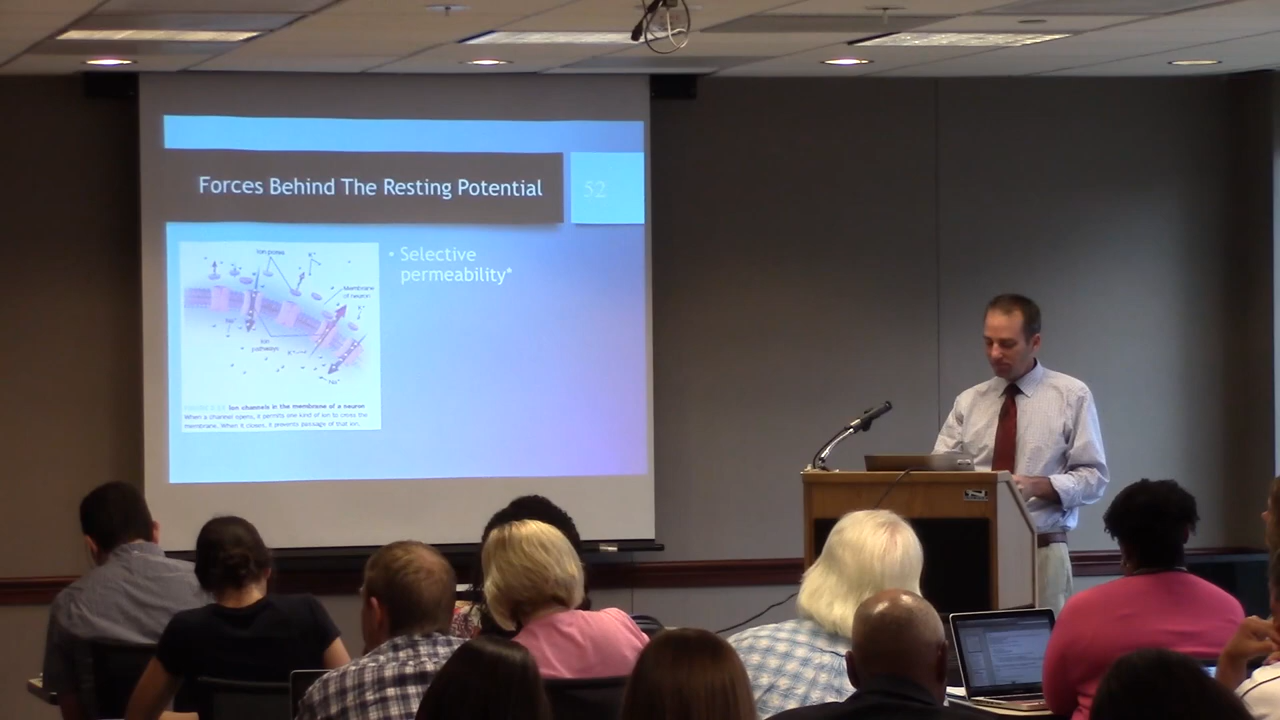 Forces Behind The Resting Potential
52
• Selective
permeability*
Ion pores
Membrane
of neuron
Ion
pathways
Ion channels in the membrane of a neuron
When a channel opens, it permits one kind of ion to cross the
membrane. When it closes, it prevents passage of that ion.